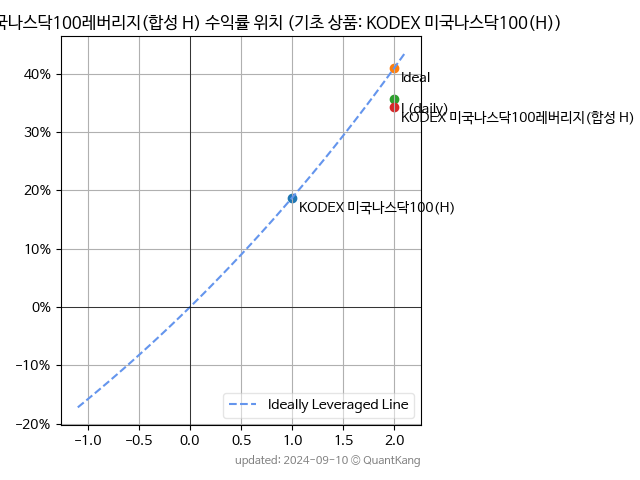 국나스닥100레버리지(합성 H) 수익률 위치 (기초 상품: KODEX 미국나스닥100(H))
40%
30%
20%
10%
0%
−10%
−20%
Ideal
(daily)
KODEX 미국나스닥100레버리지(합성 H)
KODEX 미국나스닥100(H)
Ideally Leveraged Line
−1.0 −0.5 0.0 0.5 1.0 1.5 2.0
updated: 2024-09-10 © QuantKang